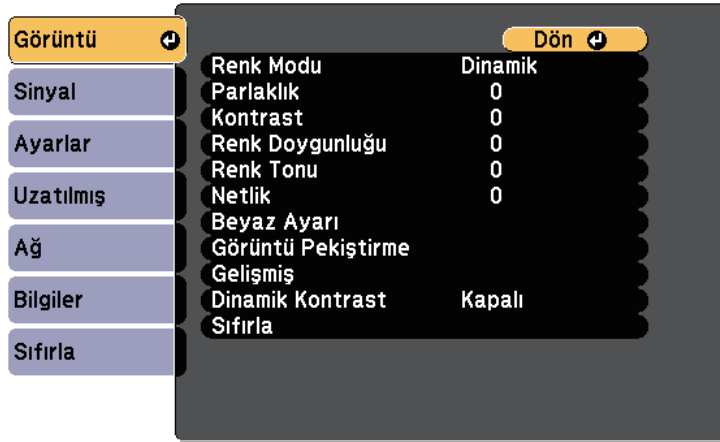 Görüntü
Sinyal
Ayarlar
Uzatılmış
Ağ
Bilgiler
Sıfırla
Dön
Renk Modu Dinamik
Parlaklık 0
Kontrast 0
Renk Doygunluğu 0
Renk Tonu 0
Netlik 0
Beyaz Ayarı
Görüntü Pekiştirme
Gelişmiş
Dinamik Kontrast Kapalı
Sıfırla